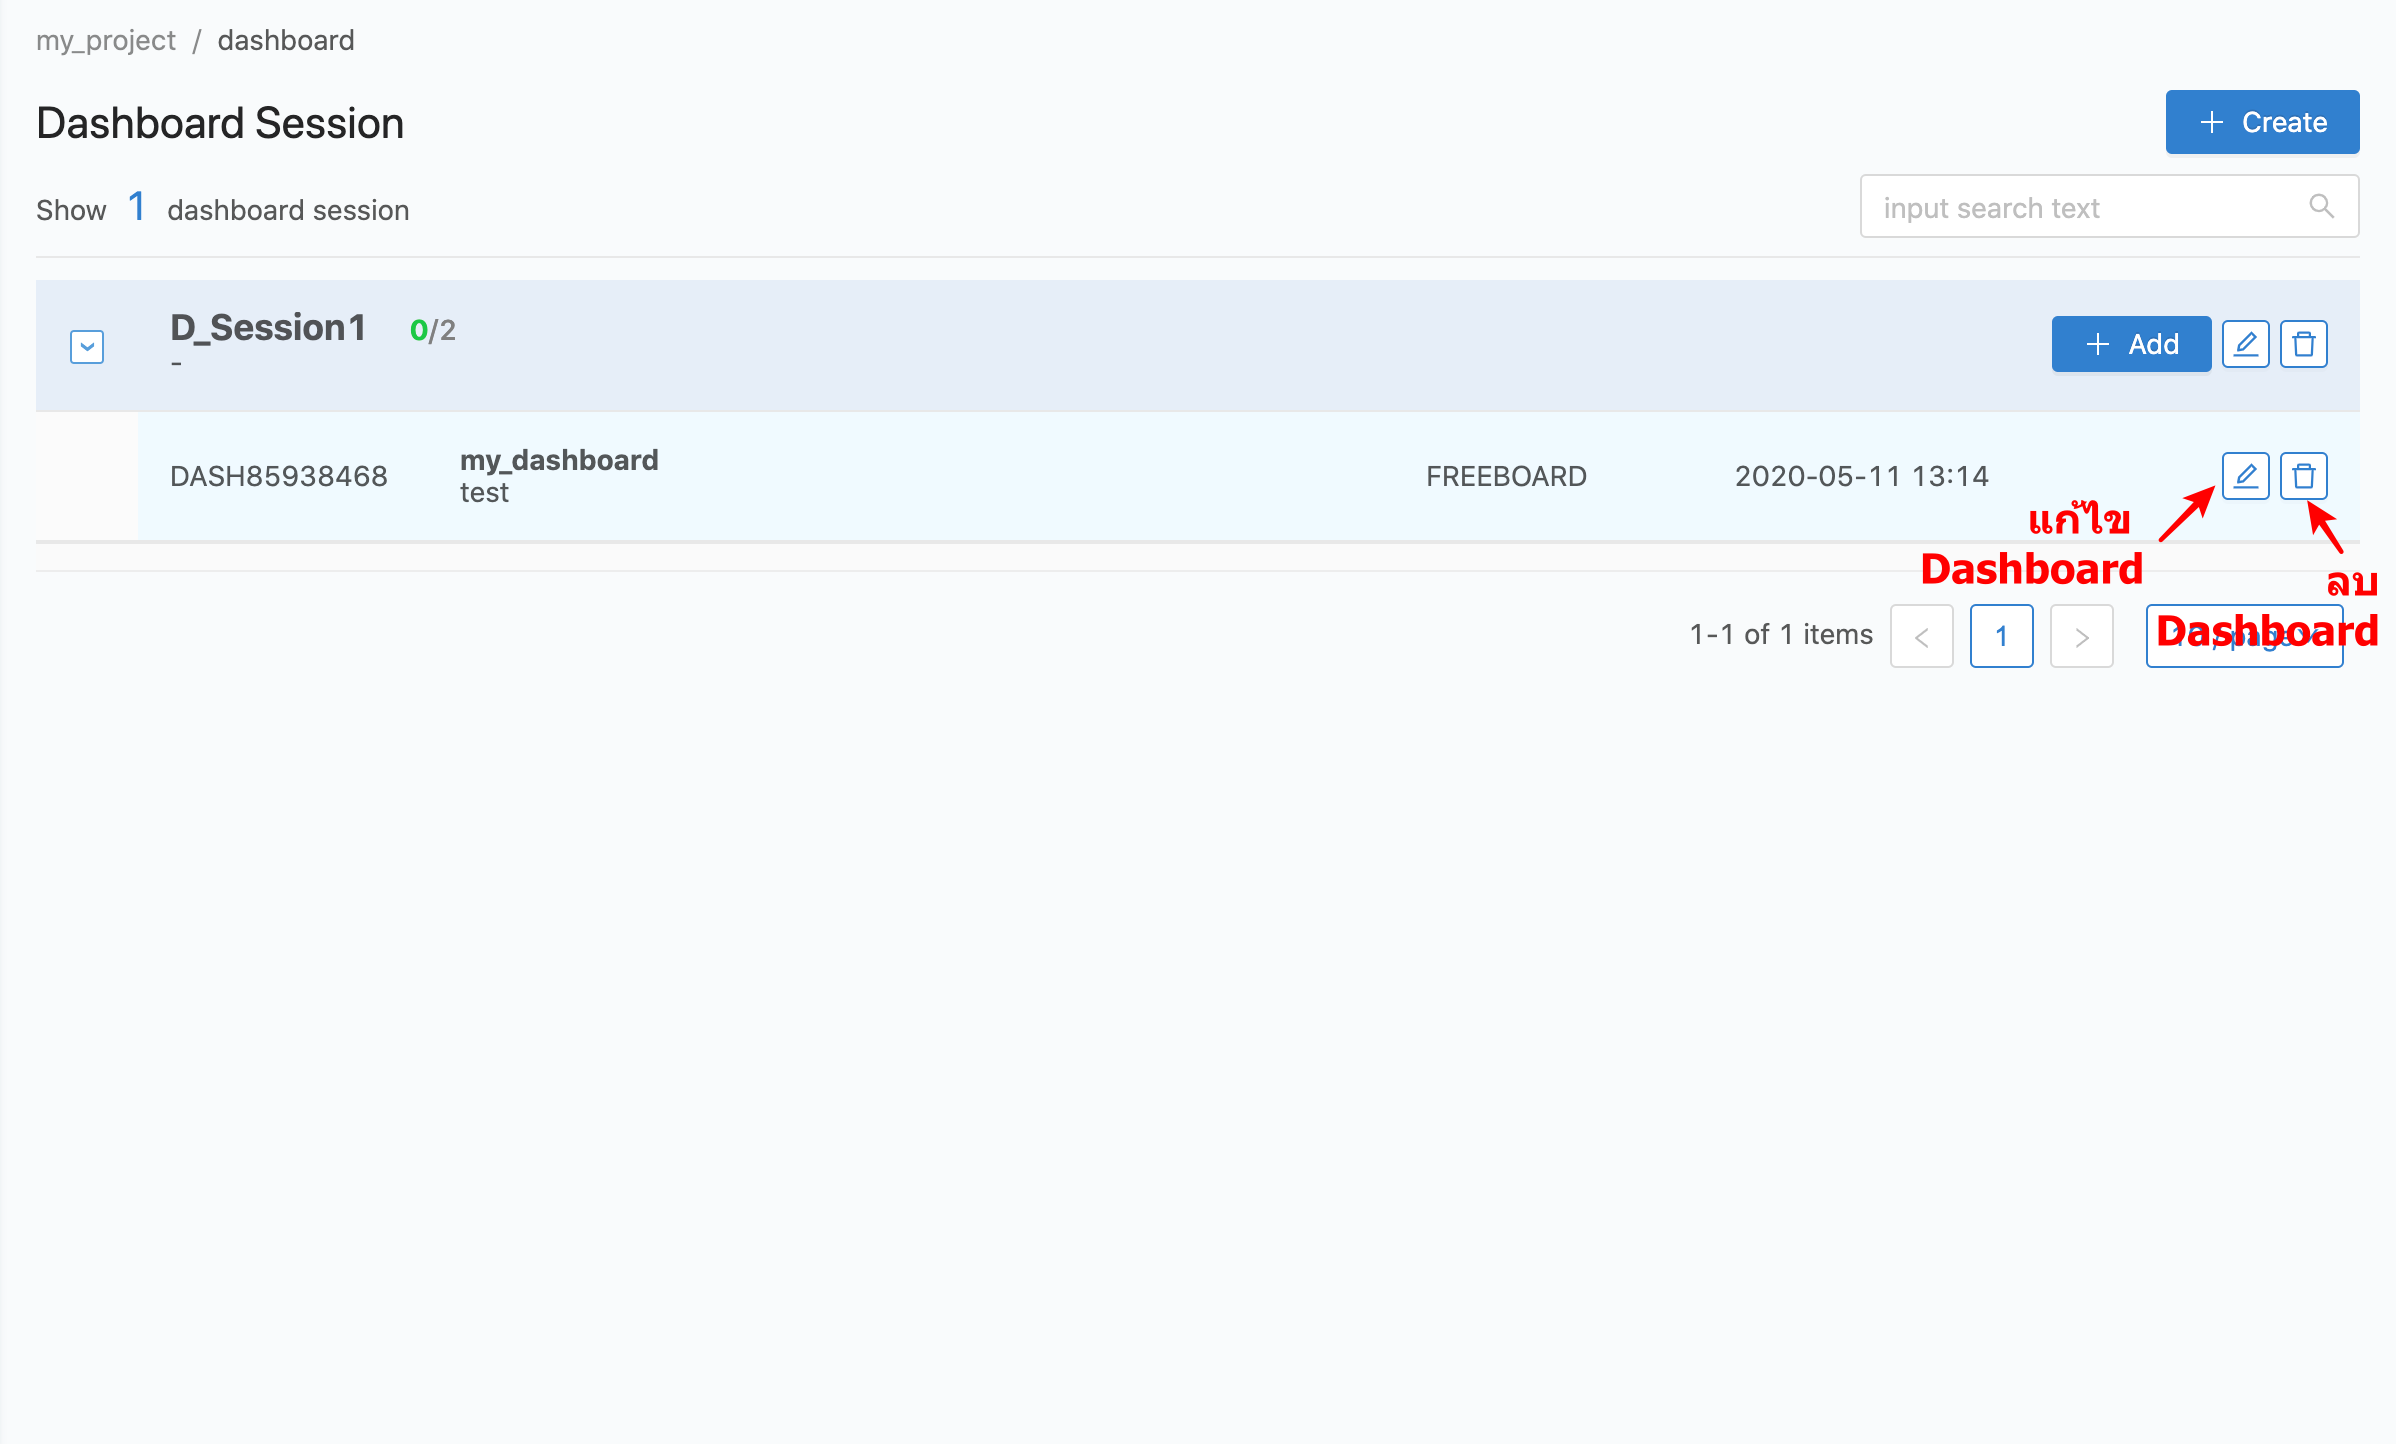 my_project / dashboard
Dashboard Session
+ Create
Show 1 dashboard session
input search text
D_Session1 0/2
-
+ Add
DASH85938468
my_dashboard
test
FREEBOARD
2020-05-11 13:14
แก้ไข
Dashboard
ลบ
Dashboard
1-1 of 1 items
<
1
>
/ page